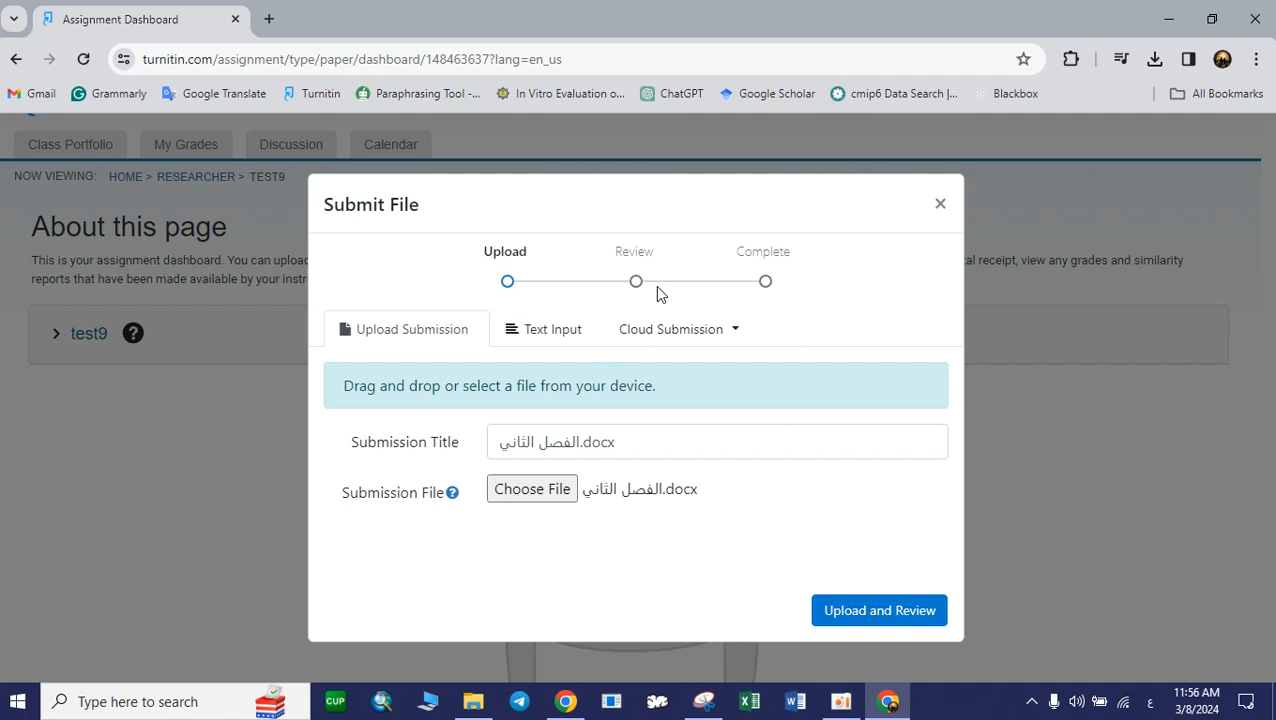 Assignment Dashboard
turnitin.com/assignment/type/paper/dashboard/148463637?lang=en_us
Gmail Grammarly Google Translate Turnitin Paraphrasing Tool -... In Vitro Evaluation o... ChatGPT Google Scholar cmip6 Data Search |... Blackbox All Bookmarks
Class Portfolio My Grades Discussion Calendar
NOW VIEWING: HOME > RESEARCHER > TEST9
About this page
This is your assignment dashboard. You can uploa
al receipt, view any grades and similarity
reports that have been made available by your inst
test9 ?
Submit File
Upload Review Complete
Upload Submission Text Input Cloud Submission
Drag and drop or select a file from your device.
Submission Title الفصل الثاني.docx
Submission File ? Choose File الفصل الثاني.docx
Upload and Review
Type here to search
CUP
ع
11:56 AM
3/8/2024